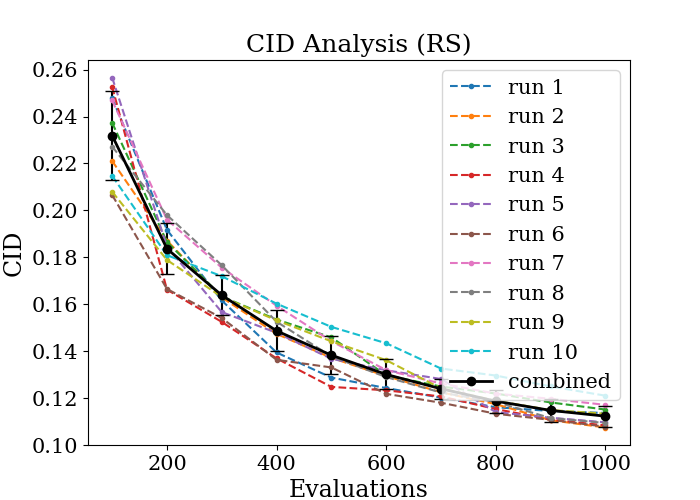 CID Analysis (RS)
0.26
0.24
0.22
0.20
0.18
0.16
0.14
0.12
0.10
CID
run 1
run 2
run 3
run 4
run 5
run 6
run 7
run 8
run 9
run 10
combined
200
400
600
800
1000
Evaluations